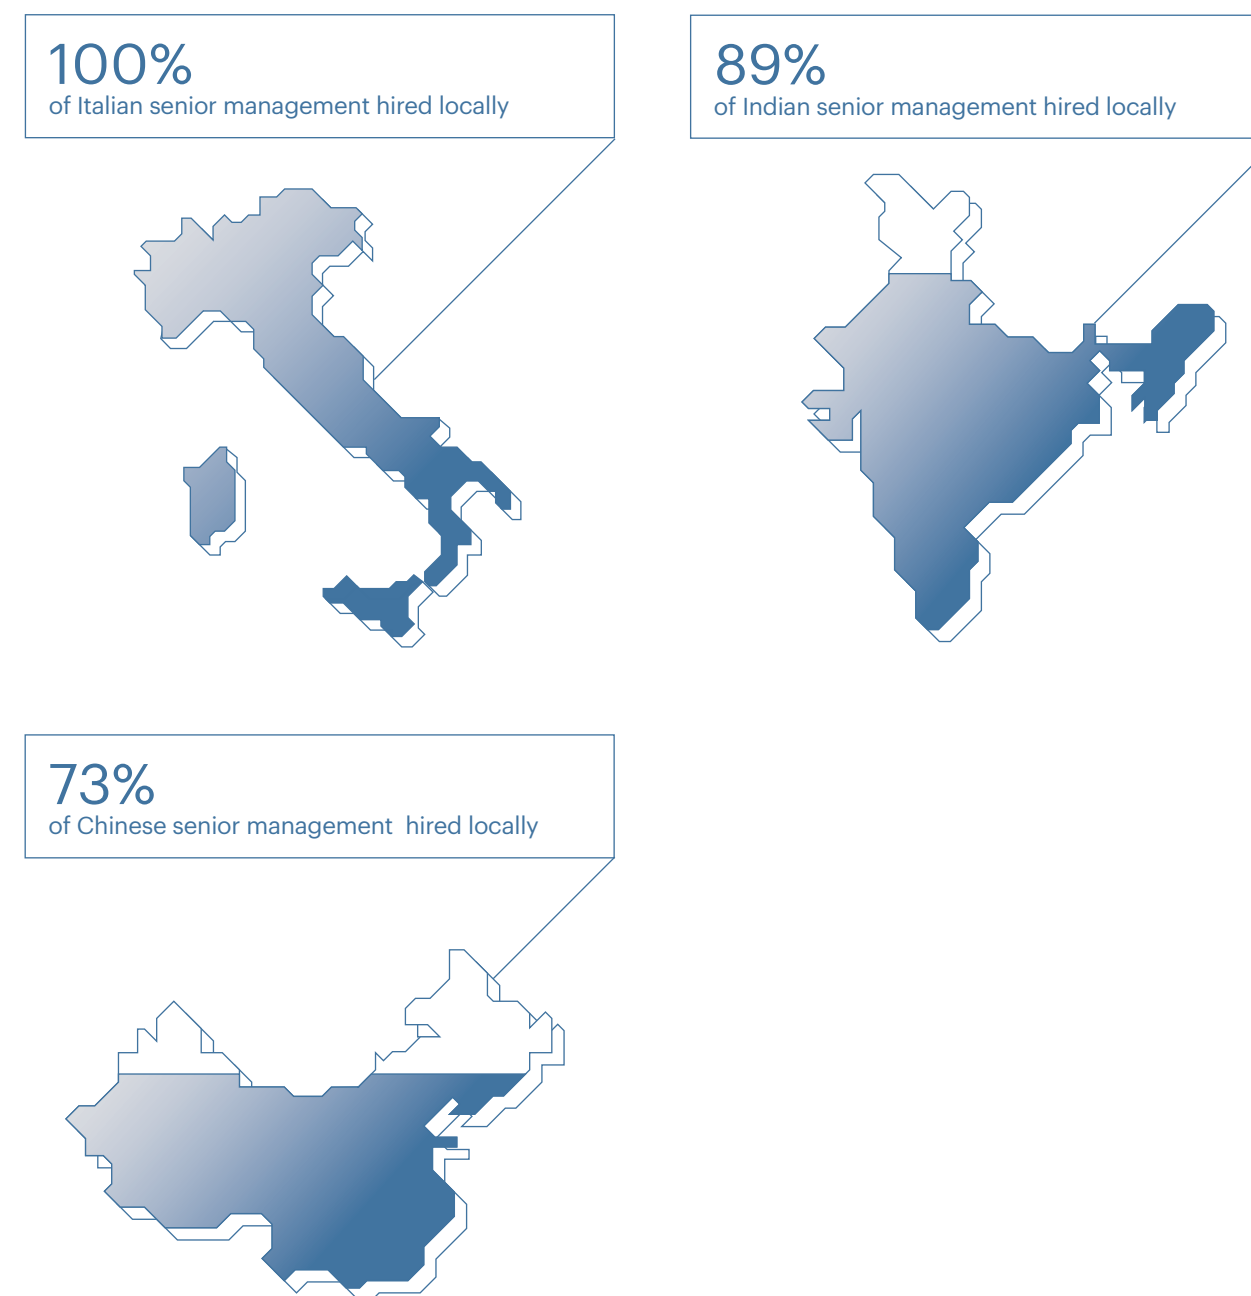 100%
of Italian senior management hired locally
89%
of Indian senior management hired locally
73%
of Chinese senior management  hired locally